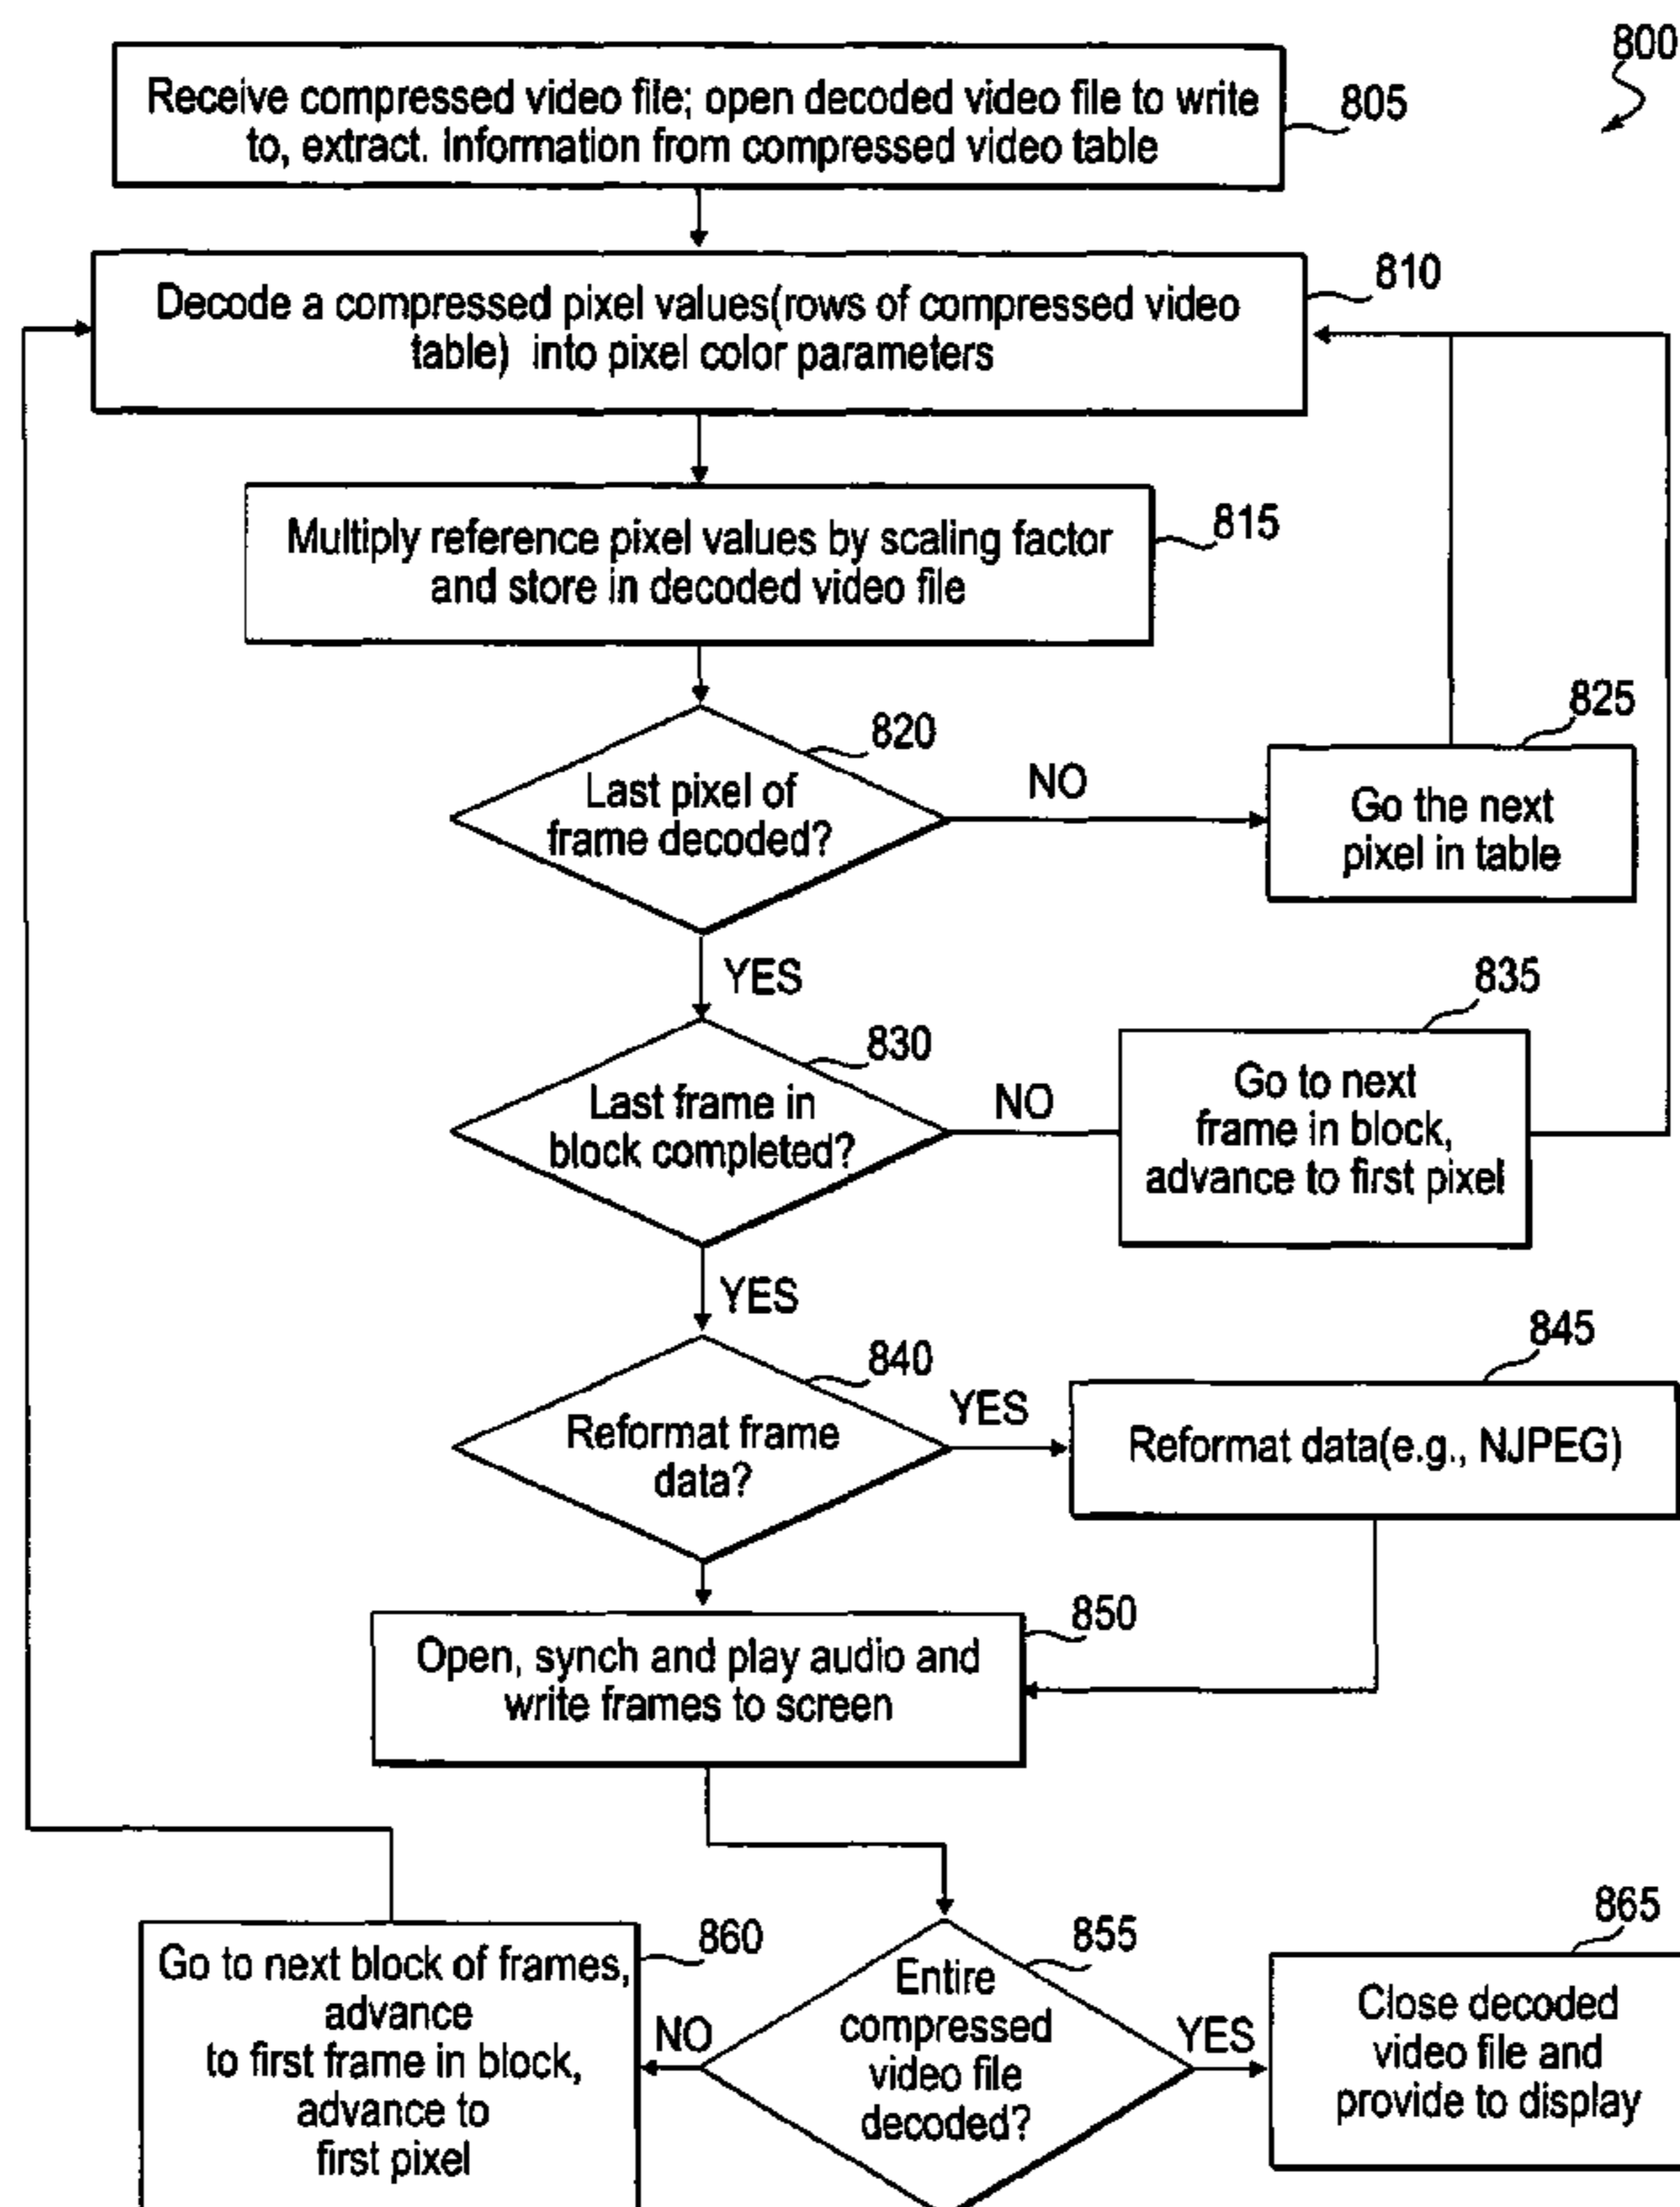 800
Receive compressed video file; open decoded video file to write
to, extract. Information from compressed video table
805
810
Decode a compressed pixel values(rows of compressed video
table) into pixel color parameters
Multiply reference pixel values by scaling factor
and store in decoded video file
815
820
Last pixel of
frame decoded?
NO
825
Go the next
pixel in table
YES
830
Last frame in
block completed?
NO
835
Go to next
frame in block,
advance to first pixel
YES
840
Reformat frame
data?
YES
845
Reformat data(e.g., NJPEG)
850
Open, synch and play audio and
write frames to screen
860
Go to next block of frames,
advance
to first frame in block,
advance to
first pixel
NO
855
Entire
compressed
video file
decoded?
YES
865
Close decoded
video file and
provide to display